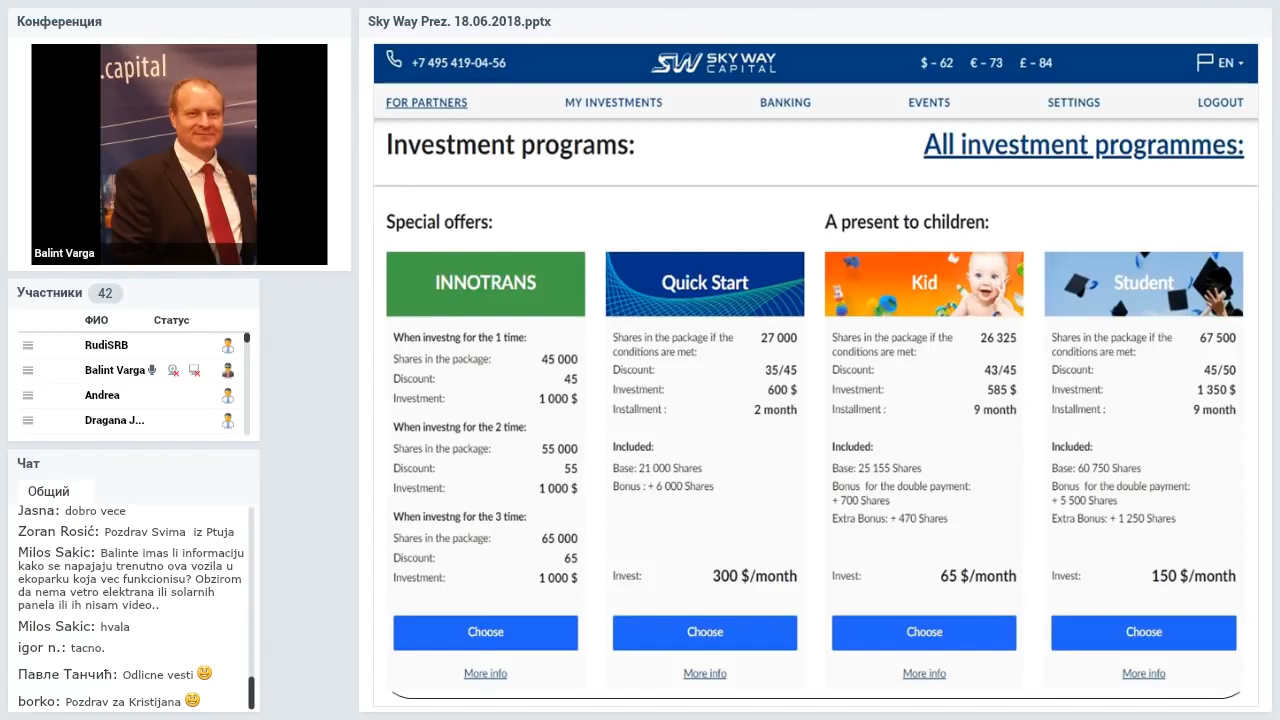 Конференция
.capital
Balint Varga
Участники 42
ФИО Статус
RudiSRB
Balint Varga
Andrea
Dragana J...
Чат
Общий
Jasna: dobro vece
Zoran Rosić: Pozdrav Svima iz Ptuja
Milos Sakic: Balinte imas li informaciju
kako se napajaju trenutno ova vozila u
ekoparku koja vec funkcionisu? Obzirom
da nema vetro elektrana ili solarnih
panela ili ih nisam video..
Milos Sakic: hvala
igor n.: tacno.
Павле Танчић: Odlicne vesti
borko: Pozdrav za Kristijana
Sky Way Prez. 18.06.2018.pptx
+7 495 419-04-56
SW SKY WAY
CAPITAL
$ – 62 € – 73 £ – 84
EN
FOR PARTNERS MY INVESTMENTS BANKING EVENTS SETTINGS LOGOUT
Investment programs:
All investment programmes:
Special offers:
INNOTRANS
When investng for the 1 time:
Shares in the package: 45 000
Discount: 45
Investment: 1 000 $
When investng for the 2 time:
Shares in the package: 55 000
Discount: 55
Investment: 1 000 $
When investng for the 3 time:
Shares in the package: 65 000
Discount: 65
Investment: 1 000 $
Choose
More info
Quick Start
Shares in the package if the 27 000
conditions are met:
Discount: 35/45
Investment: 600 $
Installment : 2 month
Included:
Base: 21 000 Shares
Bonus : + 6 000 Shares
Invest: 300 $/month
Choose
More info
A present to children:
Kid
Shares in the package if the 26 325
conditions are met:
Discount: 43/45
Investment: 585 $
Installment : 9 month
Included:
Base: 25 155 Shares
Bonus for the double payment:
+ 700 Shares
Extra Bonus: + 470 Shares
Invest: 65 $/month
Choose
More info
Student
Shares in the package if the 67 500
conditions are met:
Discount: 45/50
Investment: 1 350 $
Installment : 9 month
Included:
Base: 60 750 Shares
Bonus for the double payment:
+ 5 500 Shares
Extra Bonus: + 1 250 Shares
Invest: 150 $/month
Choose
More info